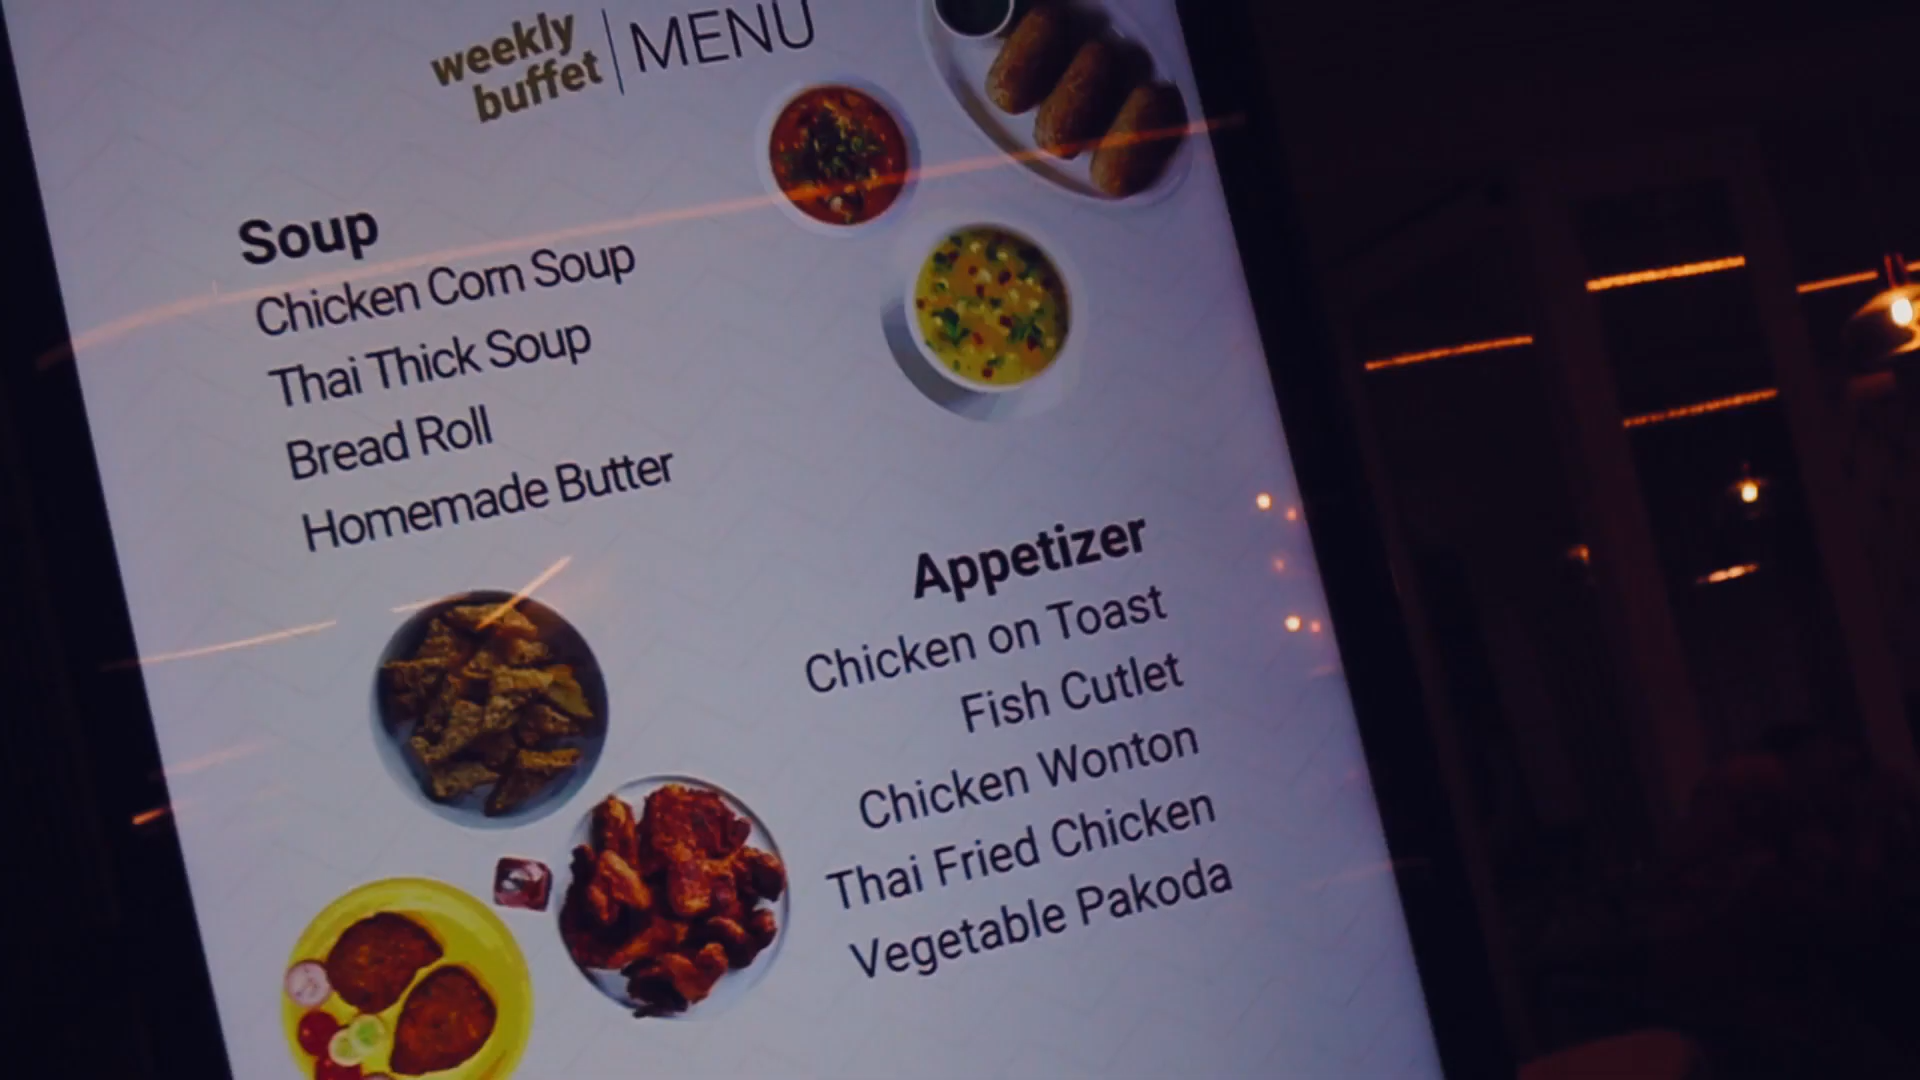 weekly
buffet
MENU
Soup
Chicken Corn Soup
Thai Thick Soup
Bread Roll
Homemade Butter
Appetizer
Chicken on Toast
Fish Cutlet
Chicken Wonton
Thai Fried Chicken
Vegetable Pakoda